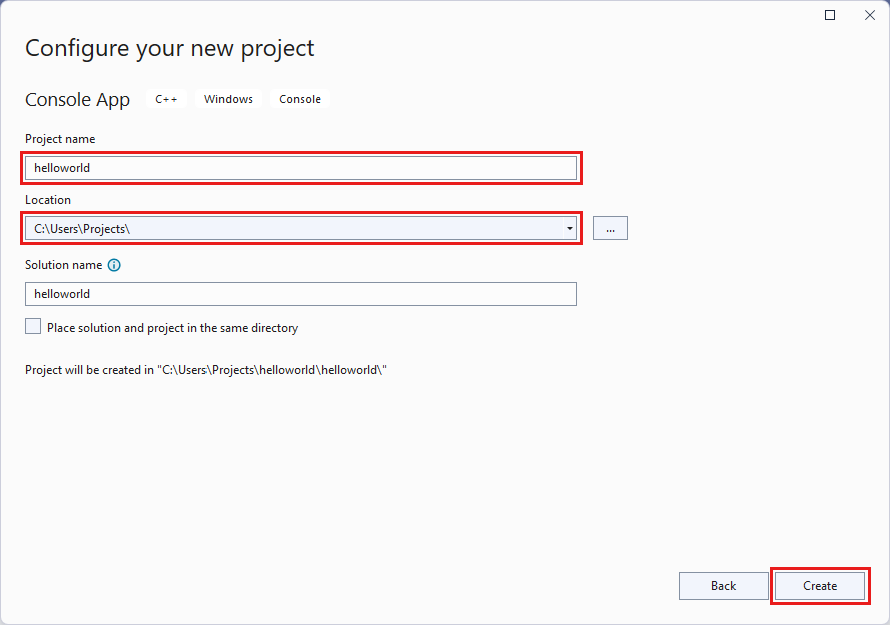 Configure your new project
Console App C++ Windows Console
Project name
helloworld
Location
C:\Users\Projects\
...
Solution name
helloworld
Place solution and project in the same directory
Project will be created in "C:\Users\Projects\helloworld\helloworld\"
Back Create